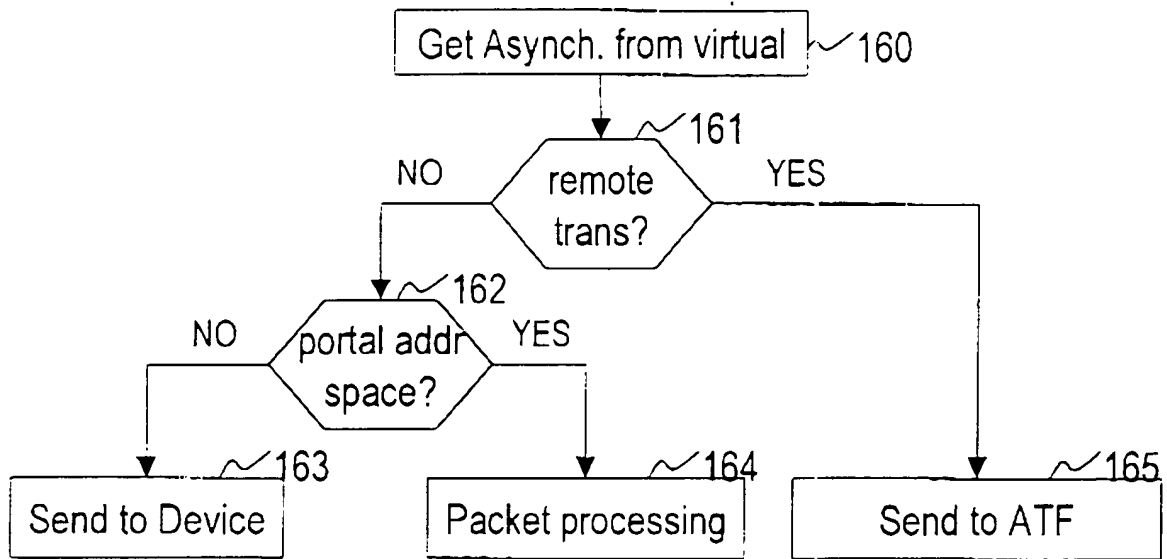 Get Asynch. from virtual
160
161
NO
remote
trans?
YES
162
NO
portal addr
space?
YES
163
164
165
Send to Device
Packet processing
Send to ATF